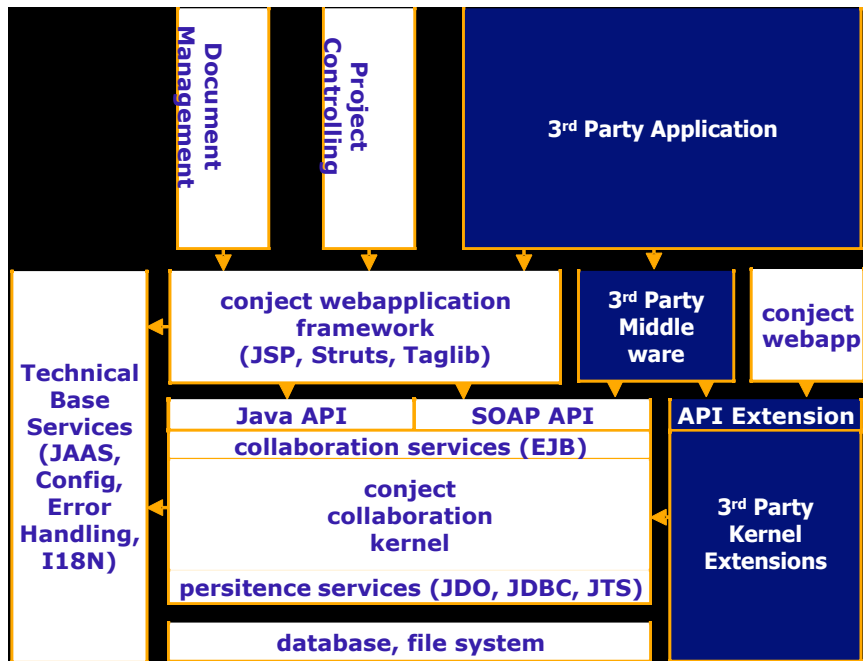 Document
Management
Project
Controlling
3rd Party Application
conject webapplication
framework
(JSP, Struts, Taglib)
3rd Party
Middle
ware
conject
webapp
Technical
Base
Services
(JAAS,
Config,
Error
Handling,
I18N)
Java API
SOAP API
API Extension
collaboration services (EJB)
conject
collaboration
kernel
3rd Party
Kernel
Extensions
persitence services (JDO, JDBC, JTS)
database, file system